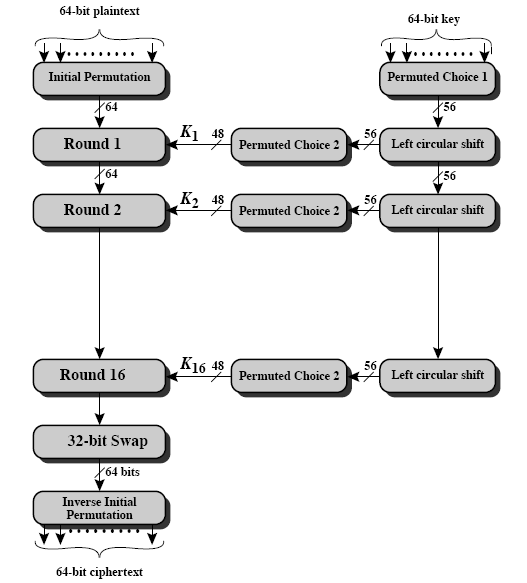 64-bit plaintext
64-bit key
Initial Permutation
Permuted Choice 1
64
56
Round 1
K1
48
Permuted Choice 2
56
Left circular shift
64
56
Round 2
K2
48
Permuted Choice 2
56
Left circular shift
Round 16
K16
48
Permuted Choice 2
56
Left circular shift
32-bit Swap
64 bits
Inverse Initial
Permutation
64-bit ciphertext